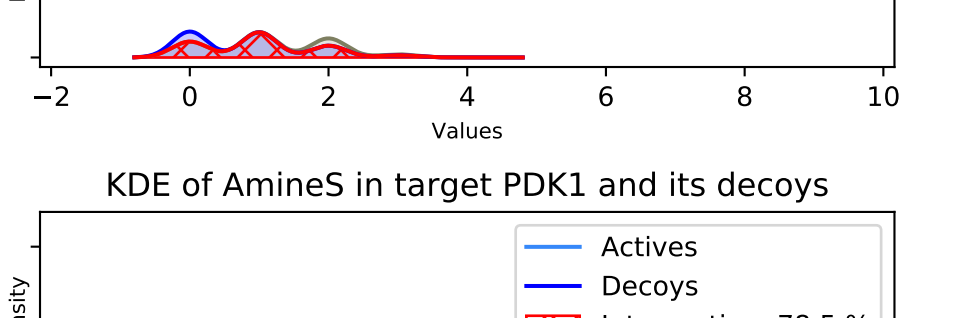 −2 0 2 4 6 8 10
Values
KDE of AmineS in target PDK1 and its decoys
Actives
Decoys